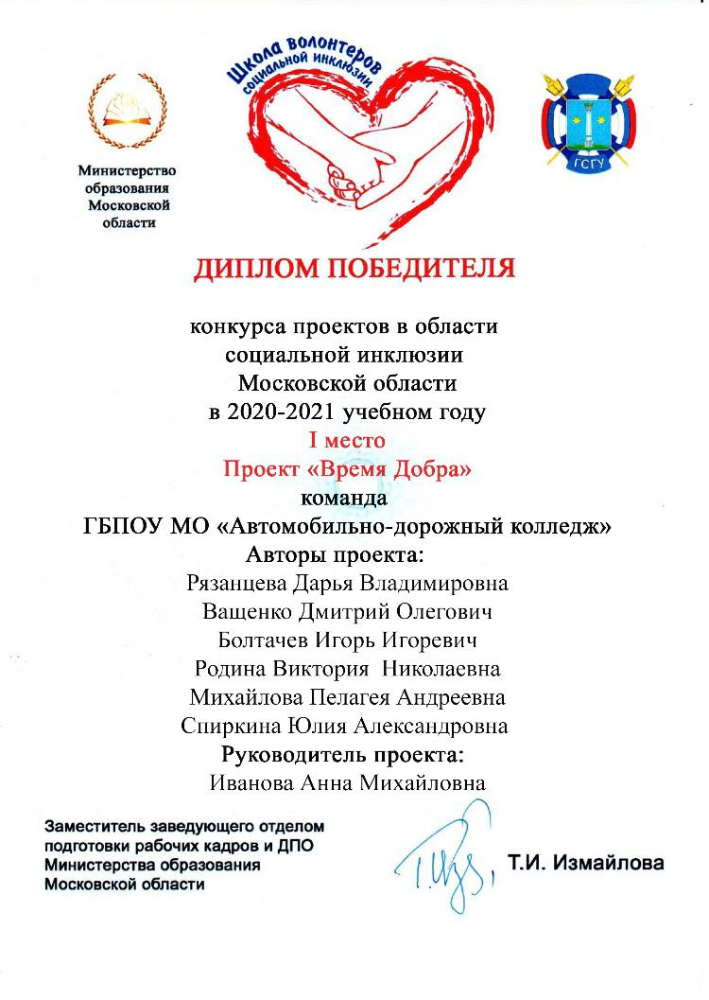 Школа волонтеров
социальной инклюзии
Министерство
образования
Московской
области
ГСГУ
ДИПЛОМ ПОБЕДИТЕЛЯ
конкурса проектов в области
социальной инклюзии
Московской области
в 2020-2021 учебном году
I место
Проект «Время Добра»
команда
ГБПОУ МО «Автомобильно-дорожный колледж»
Авторы проекта:
Рязанцева Дарья Владимировна
Ващенко Дмитрий Олегович
Болтачев Игорь Игоревич
Родина Виктория Николаевна
Михайлова Пелагея Андреевна
Спиркина Юлия Александровна
Руководитель проекта:
Иванова Анна Михайловна
Заместитель заведующего отделом
подготовки рабочих кадров и ДПО
Министерства образования
Московской области
Т.И. Измайлова